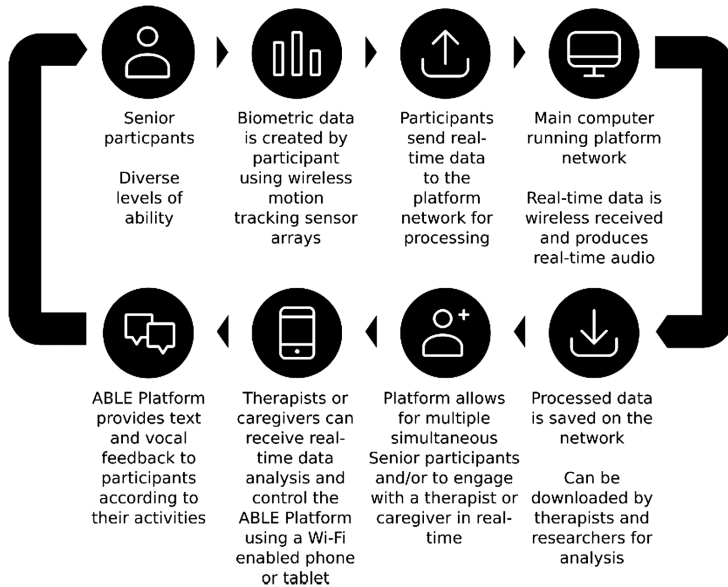 Senior
particpants
Diverse
levels of
ability
Biometric data
is created by
participant
using wireless
motion
tracking sensor
arrays
Participants
send real-
time data
to the
platform
network for
processing
Main computer
running platform
network
Real-time data is
wireless received
and produces
real-time audio
ABLE Platform
provides text
and vocal
feedback to
participants
according to
their activities
Therapists or
caregivers can
receive real-
time data
analysis and
control the
ABLE Platform
using a Wi-Fi
enabled phone
or tablet
Platform allows
for multiple
simultaneous
Senior participants
and/or to engage
with a therapist or
caregiver in real-
time
Processed data
is saved on the
network
Can be
downloaded by
therapists and
researchers for
analysis